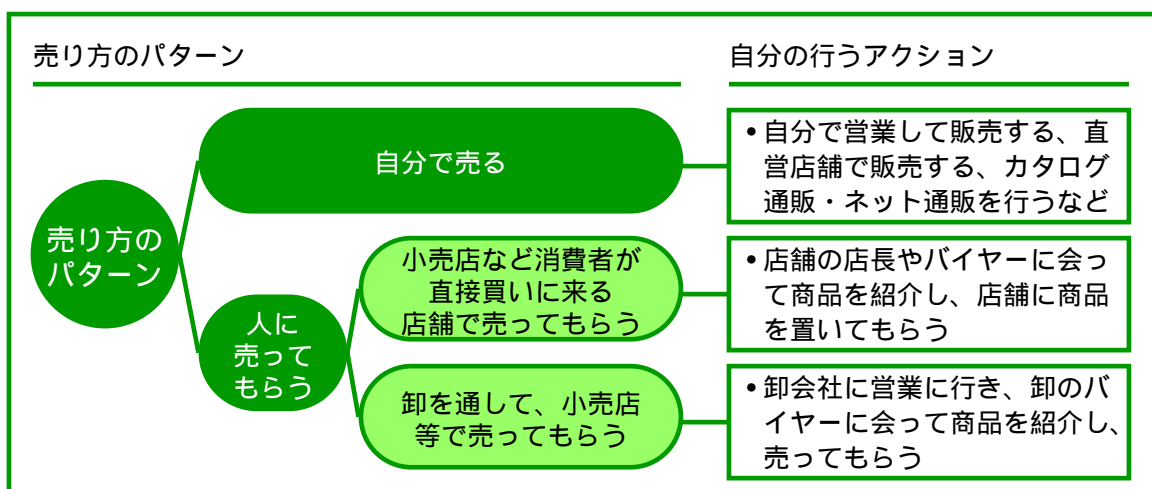 売り方のパターン
自分の行うアクション
売り方の
パターン
自分で売る
•自分で営業して販売する、直
営店舗で販売する、カタログ
通販・ネット通販を行うなど
人に
売って
もらう
小売店など消費者が
直接買いに来る
店舗で売ってもらう
•店舗の店長やバイヤーに会っ
て商品を紹介し、店舗に商品
を置いてもらう
卸を通して、小売店
等で売ってもらう
•卸会社に営業に行き、卸のバ
イヤーに会って商品を紹介し、
売ってもらう